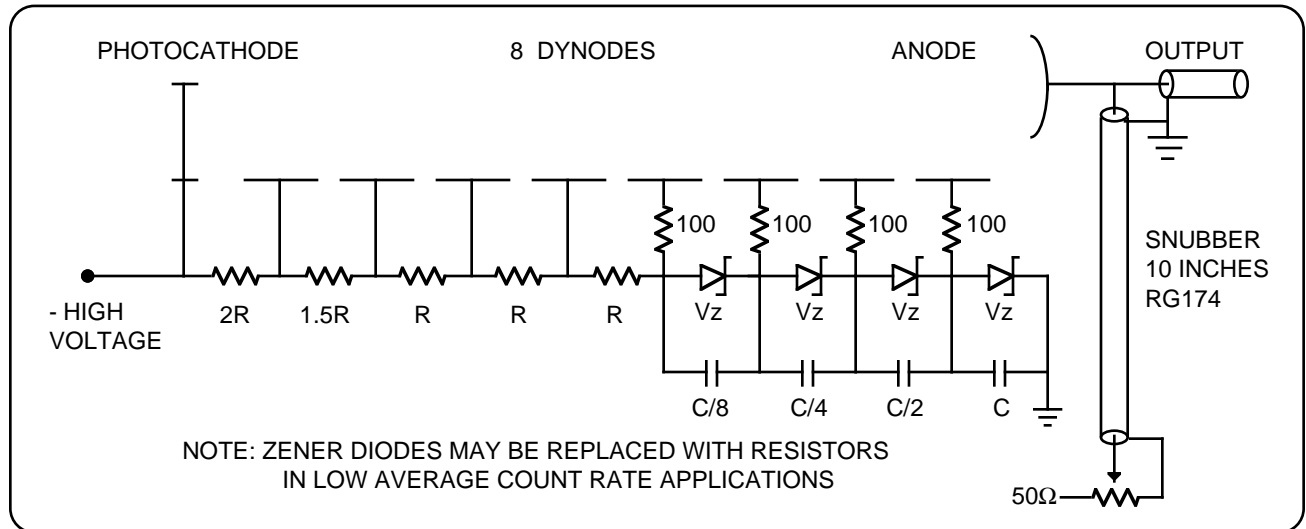 PHOTOCATHODE
8 DYNODES
ANODE
OUTPUT
100
100
100
100
SNUBBER
10 INCHES
RG174
- HIGH
VOLTAGE
2R
1.5R
R
R
R
Vz
Vz
Vz
Vz
C/8
C/4
C/2
C
NOTE: ZENER DIODES MAY BE REPLACED WITH RESISTORS
IN LOW AVERAGE COUNT RATE APPLICATIONS
50Ω